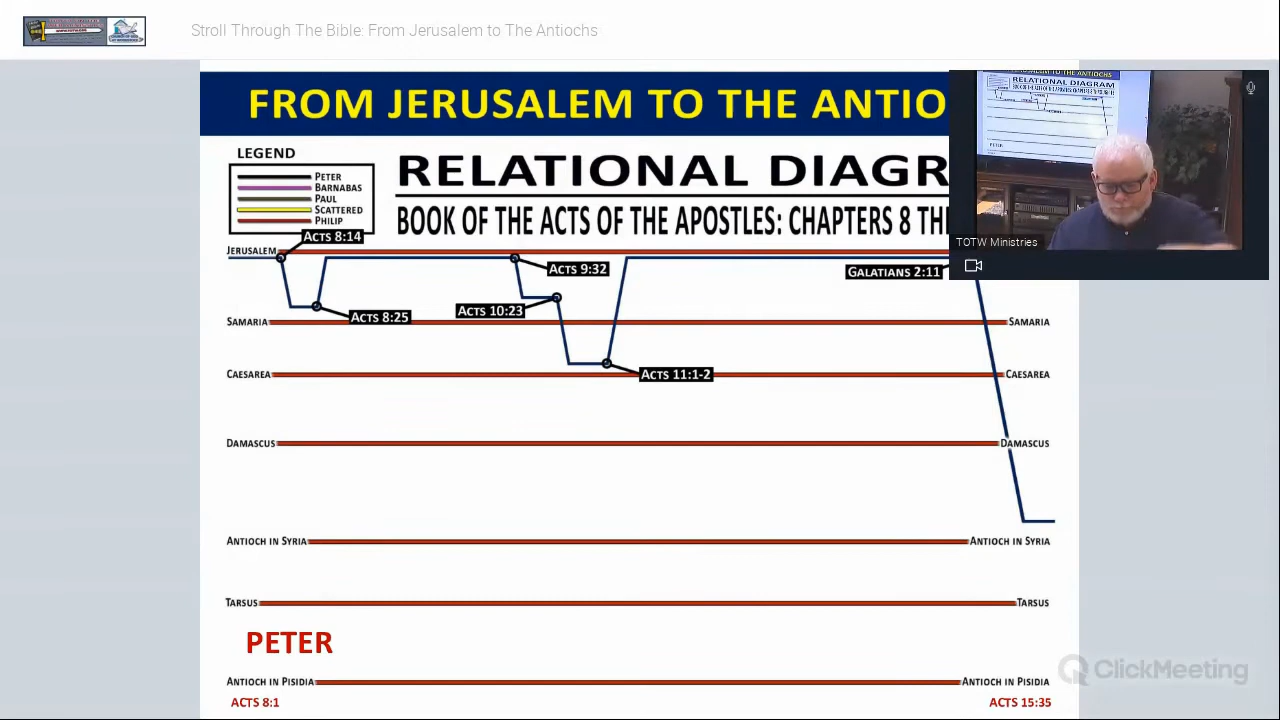 Stroll Through The Bible: From Jerusalem to The Antiochs
FROM JERUSALEM TO THE ANTIO
LEGEND
PETER
BARNABAS
PAUL
SCATTERED
PHILIP
RELATIONAL DIAGR
BOOK OF THE ACTS OF THE APOSTLES: CHAPTERS 8 TH
RELATIONAL DIAGRAM
TOTW Ministries
JERUSALEM
ACTS 8:14
ACTS 9:32
GALATIANS 2:11
ACTS 10:23
ACTS 8:25
SAMARIA
SAMARIA
CAESAREA
ACTS 11:1-2
CAESAREA
DAMASCUS
DAMASCUS
ANTIOCH IN SYRIA
ANTIOCH IN SYRIA
TARSUS
TARSUS
PETER
ANTIOCH IN PISIDIA
ANTIOCH IN PISIDIA
ClickMeeting
ACTS 8:1
ACTS 15:35